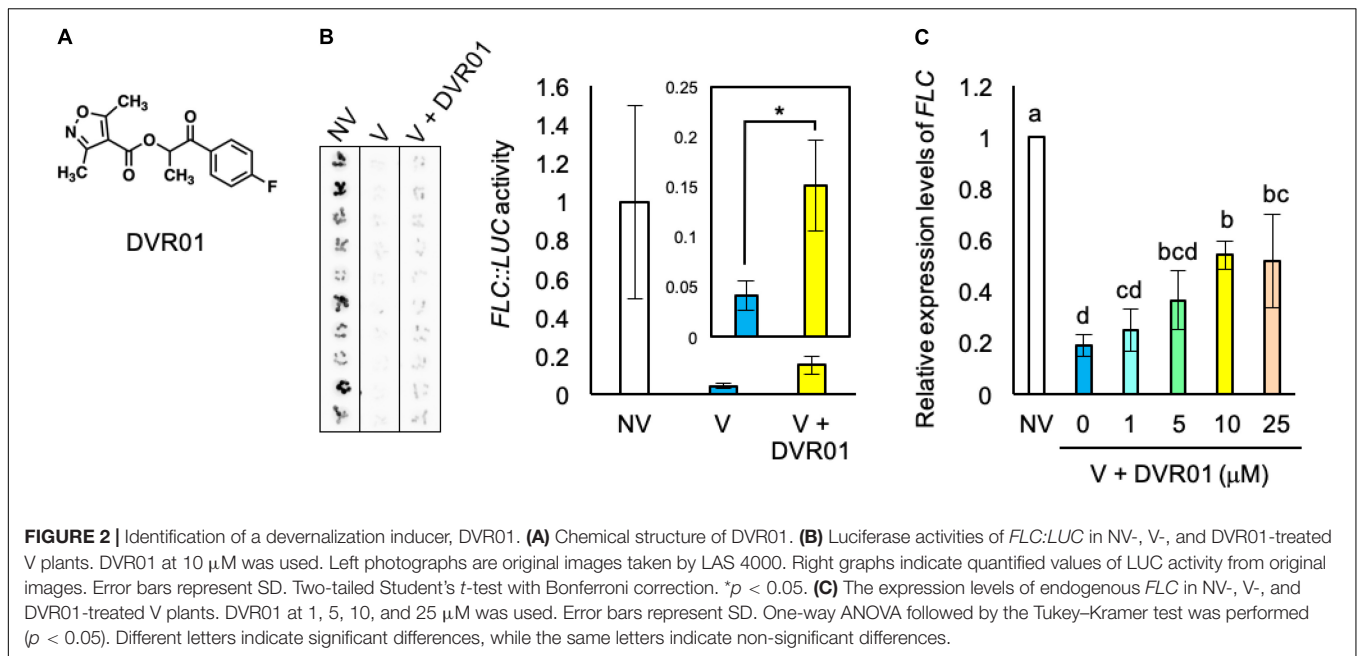 A
O
N
CH₃
H₃C
O
O
CH₃
O
F
DVR01
B
NV
V
V + DVR01
FLC::LUC activity
1.6
1.4
1.2
1
0.8
0.6
0.4
0.2
0
0.25
0.2
0.15
0.1
0.05
0
*
NV V V +
DVR01
C
Relative expression levels of FLC
1.2
1
0.8
0.6
0.4
0.2
0
a
d
cd
bcd
b
bc
NV 0 1 5 10 25
V + DVR01 (μM)
FIGURE 2 | Identification of a devernalization inducer, DVR01. (A) Chemical structure of DVR01. (B) Luciferase activities of FLC:LUC in NV-, V-, and DVR01-treated
V plants. DVR01 at 10 μM was used. Left photographs are original images taken by LAS 4000. Right graphs indicate quantified values of LUC activity from original
images. Error bars represent SD. Two-tailed Student's t-test with Bonferroni correction. *p < 0.05. (C) The expression levels of endogenous FLC in NV-, V-, and
DVR01-treated V plants. DVR01 at 1, 5, 10, and 25 μM was used. Error bars represent SD. One-way ANOVA followed by the Tukey–Kramer test was performed
(p < 0.05). Different letters indicate significant differences, while the same letters indicate non-significant differences.